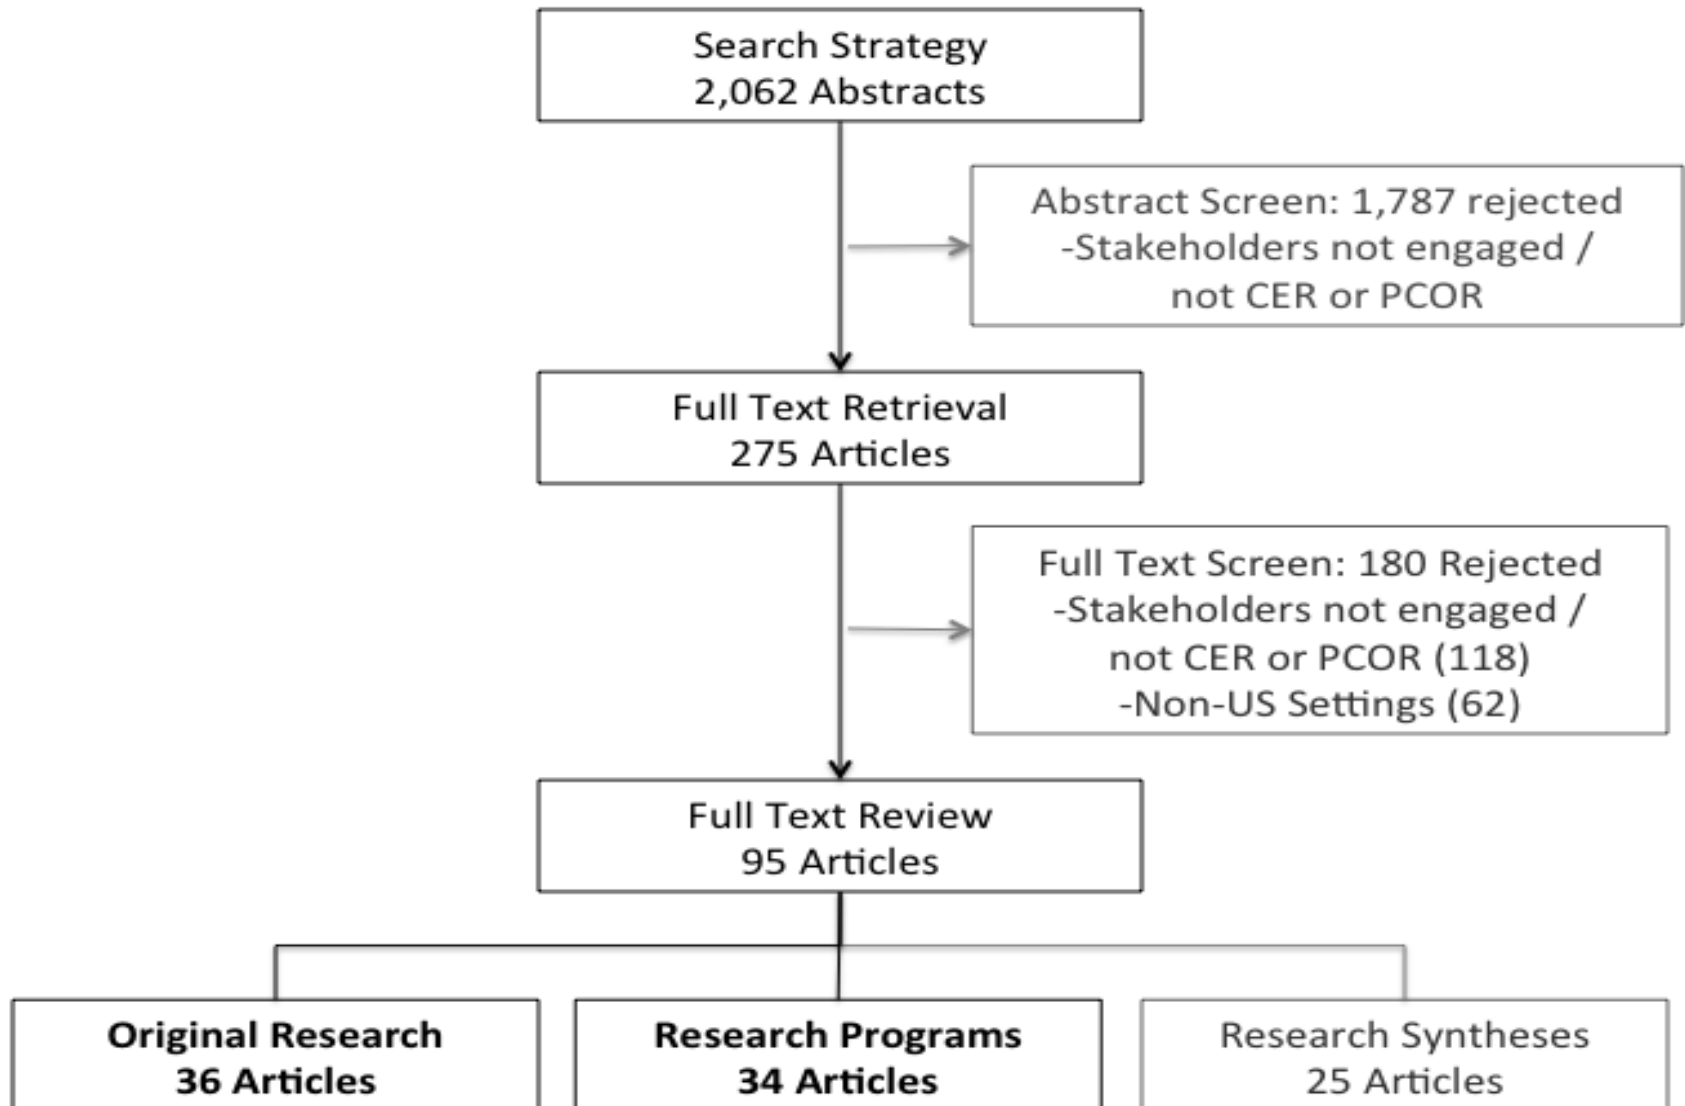 Search Strategy
2,062 Abstracts
Abstract Screen: 1,787 rejected
-Stakeholders not engaged /
not CER or PCOR
Full Text Retrieval
275 Articles
Full Text Screen: 180 Rejected
-Stakeholders not engaged /
not CER or PCOR (118)
-Non-US Settings (62)
Full Text Review
95 Articles
Original Research
36 Articles
Research Programs
34 Articles
Research Syntheses
25 Articles